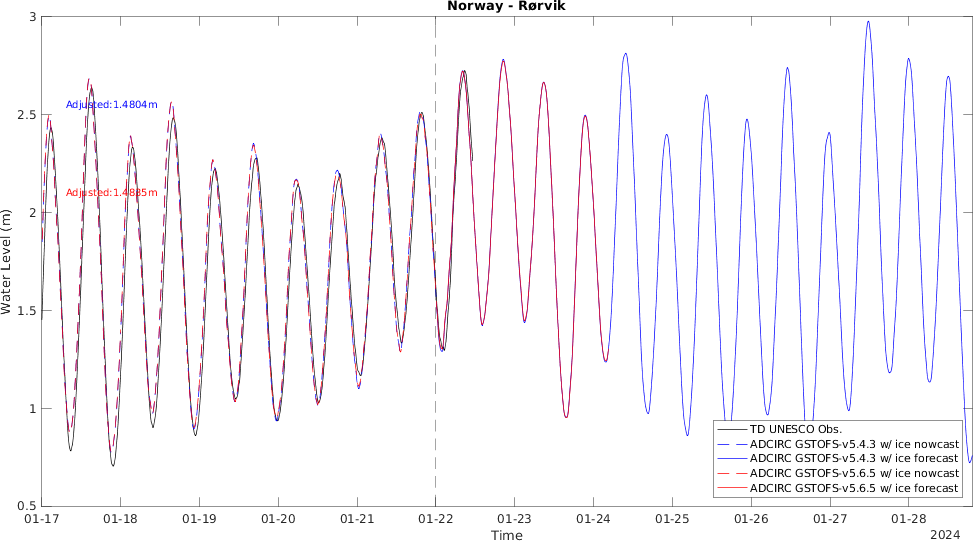 Norway - Rørvik
3
2.5
2
1.5
1
0.5
Water Level (m)
Adjusted:1.4804m
Adjusted:1.4885m
TD UNESCO Obs.
ADCIRC GSTOFS-v5.4.3 w/ ice nowcast
ADCIRC GSTOFS-v5.4.3 w/ ice forecast
ADCIRC GSTOFS-v5.6.5 w/ ice nowcast
ADCIRC GSTOFS-v5.6.5 w/ ice forecast
01-17 01-18 01-19 01-20 01-21 01-22 01-23 01-24 01-25 01-26 01-27 01-28
Time
2024